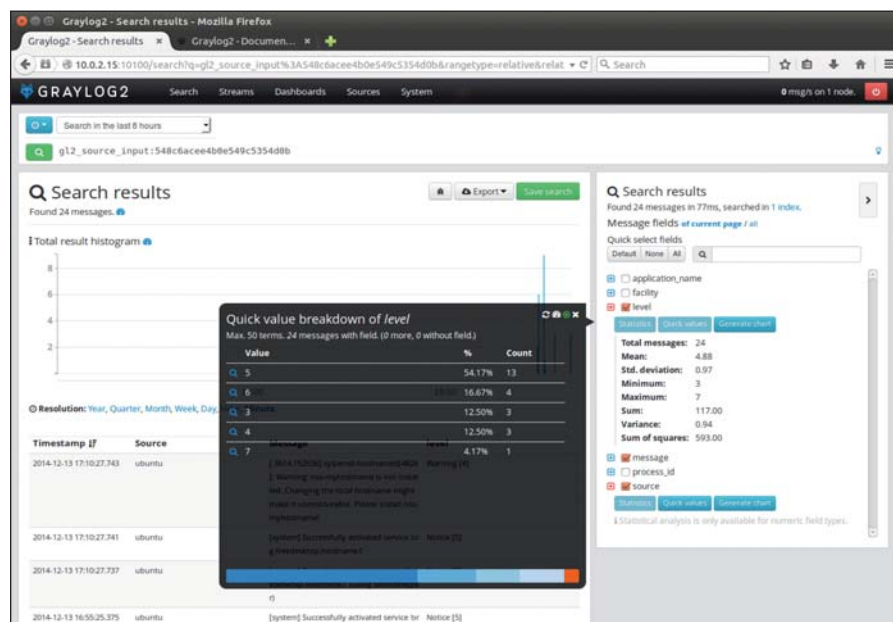 Graylog2 - Search results - Mozilla Firefox
Graylog2 - Search results × Graylog2 - Documen... ×
10.0.2.15:10100/search?q=gl2_source_input%3A548c6acee4b0e549c5354d0b&rangetype=relative&relat
Search
GRAYLOG2 Search Streams Dashboards Sources System 0 msg/s on 1 node.
Search in the last 8 hours
gl2_source_input:548c6acee4b0e549c5354d0b
Search results
Found 24 messages.
Export Save search
Total result histogram
8
6
4
2
Resolution: Year, Quarter, Month, Week, Day,
Timestamp Source Message level
2014-12-13 17:10:27.743 ubuntu Warning [4]
2014-12-13 17:10:27.741 ubuntu [system] Successfully activated service 'or Notice [5]
g.freedesktop.hostname1'
2014-12-13 17:10:27.737 ubuntu
2014-12-13 16:55:25.375 ubuntu [system] Successfully activated service 'or Notice [5]
Quick value breakdown of level
Max. 50 terms. 24 messages with field. (0 more, 0 without field.)
Value % Count
5 54.17% 13
6 16.67% 4
3 12.50% 3
4 12.50% 3
7 4.17% 1
Search results
Found 24 messages in 77ms, searched in 1 index.
Message fields of current page / all
Quick select fields
Default None All
application_name
facility
level
Statistics Quick values Generate chart
Total messages: 24
Mean: 4.88
Std. deviation: 0.97
Minimum: 3
Maximum: 7
Sum: 117.00
Variance: 0.94
Sum of squares: 593.00
message
process_id
source
Statistics Quick values Generate chart
Statistical analysis is only available for numeric field types.